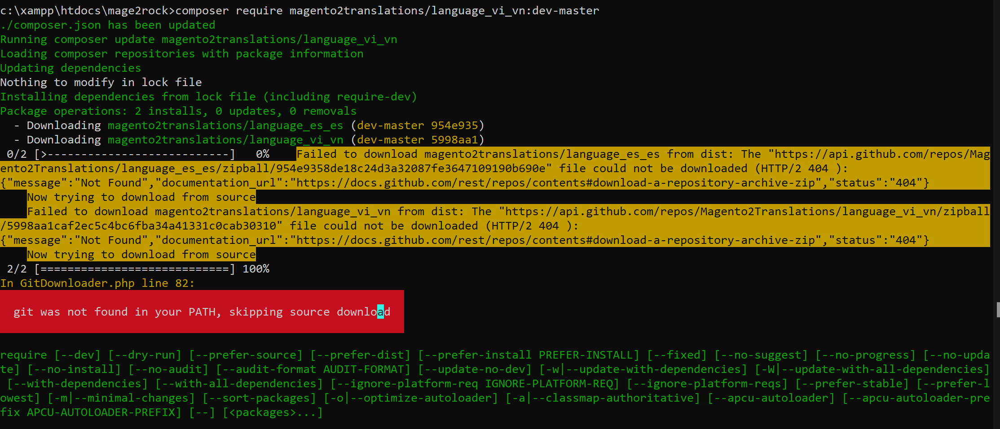 c:\xampp\htdocs\mage2rock>composer require magento2translations/language_vi_vn:dev-master
./composer.json has been updated
Running composer update magento2translations/language_vi_vn
Loading composer repositories with package information
Updating dependencies
Nothing to modify in lock file
Installing dependencies from lock file (including require-dev)
Package operations: 2 installs, 0 updates, 0 removals
  - Downloading magento2translations/language_es_es (dev-master 954e935)
  - Downloading magento2translations/language_vi_vn (dev-master 5998aa1)
 0/2 [>---------------------------]   0%    Failed to download magento2translations/language_es_es from dist: The "https://api.github.com/repos/Mag
ento2Translations/language_es_es/zipball/954e9358de18c24d3a32087fe3647109190b690e" file could not be downloaded (HTTP/2 404 ):
{"message":"Not Found","documentation_url":"https://docs.github.com/rest/repos/contents#download-a-repository-archive-zip","status":"404"}
    Now trying to download from source
    Failed to download magento2translations/language_vi_vn from dist: The "https://api.github.com/repos/Magento2Translations/language_vi_vn/zipball
/5998aa1caf2ec5c4bc6fba34a41331c0cab30310" file could not be downloaded (HTTP/2 404 ):
{"message":"Not Found","documentation_url":"https://docs.github.com/rest/repos/contents#download-a-repository-archive-zip","status":"404"}
    Now trying to download from source
 2/2 [============================] 100%
In GitDownloader.php line 82:
  git was not found in your PATH, skipping source download
require [--dev] [--dry-run] [--prefer-source] [--prefer-dist] [--prefer-install PREFER-INSTALL] [--fixed] [--no-suggest] [--no-progress] [--no-upda
te] [--no-install] [--no-audit] [--audit-format AUDIT-FORMAT] [--update-no-dev] [-w|--update-with-dependencies] [-W|--update-with-all-dependencies]
 [--with-dependencies] [--with-all-dependencies] [--ignore-platform-req IGNORE-PLATFORM-REQ] [--ignore-platform-reqs] [--prefer-stable] [--prefer-l
owest] [-m|--minimal-changes] [--sort-packages] [-o|--optimize-autoloader] [-a|--classmap-authoritative] [--apcu-autoloader] [--apcu-autoloader-pre
fix APCU-AUTOLOADER-PREFIX] [--] [<packages>...]